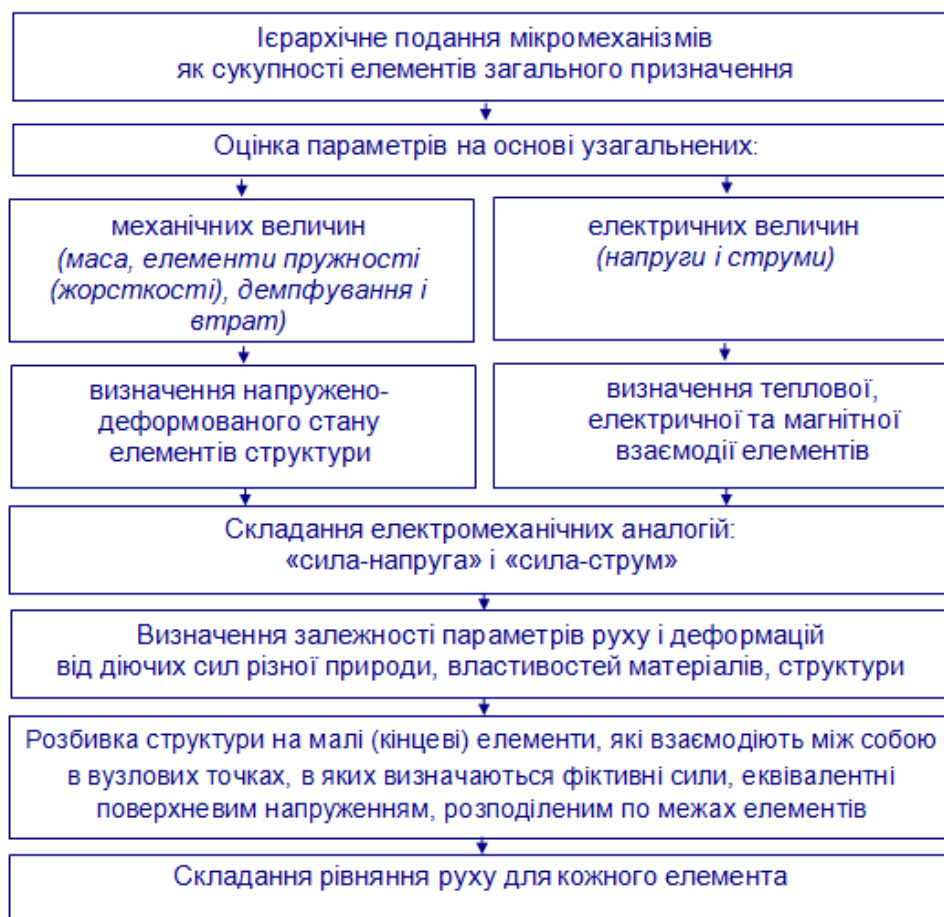 Ієрархічне подання мікромеханізмів
як сукупності елементів загального призначення
Оцінка параметрів на основі узагальнених:
механічних величин
(маса, елементи пружності
(жорсткості), демпфування і
втрат)
електричних величин
(напруги і струми)
визначення напружено-
деформованого стану
елементів структури
визначення теплової,
електричної та магнітної
взаємодії елементів
Складання електромеханічних аналогій:
«сила-напруга» і «сила-струм»
Визначення залежності параметрів руху і деформацій
від діючих сил різної природи, властивостей матеріалів, структури
Розбивка структури на малі (кінцеві) елементи, які взаємодіють між собою
в вузлових точках, в яких визначаються фіктивні сили, еквівалентні
поверхневим напруженням, розподіленим по межах елементів
Складання рівняння руху для кожного елемента